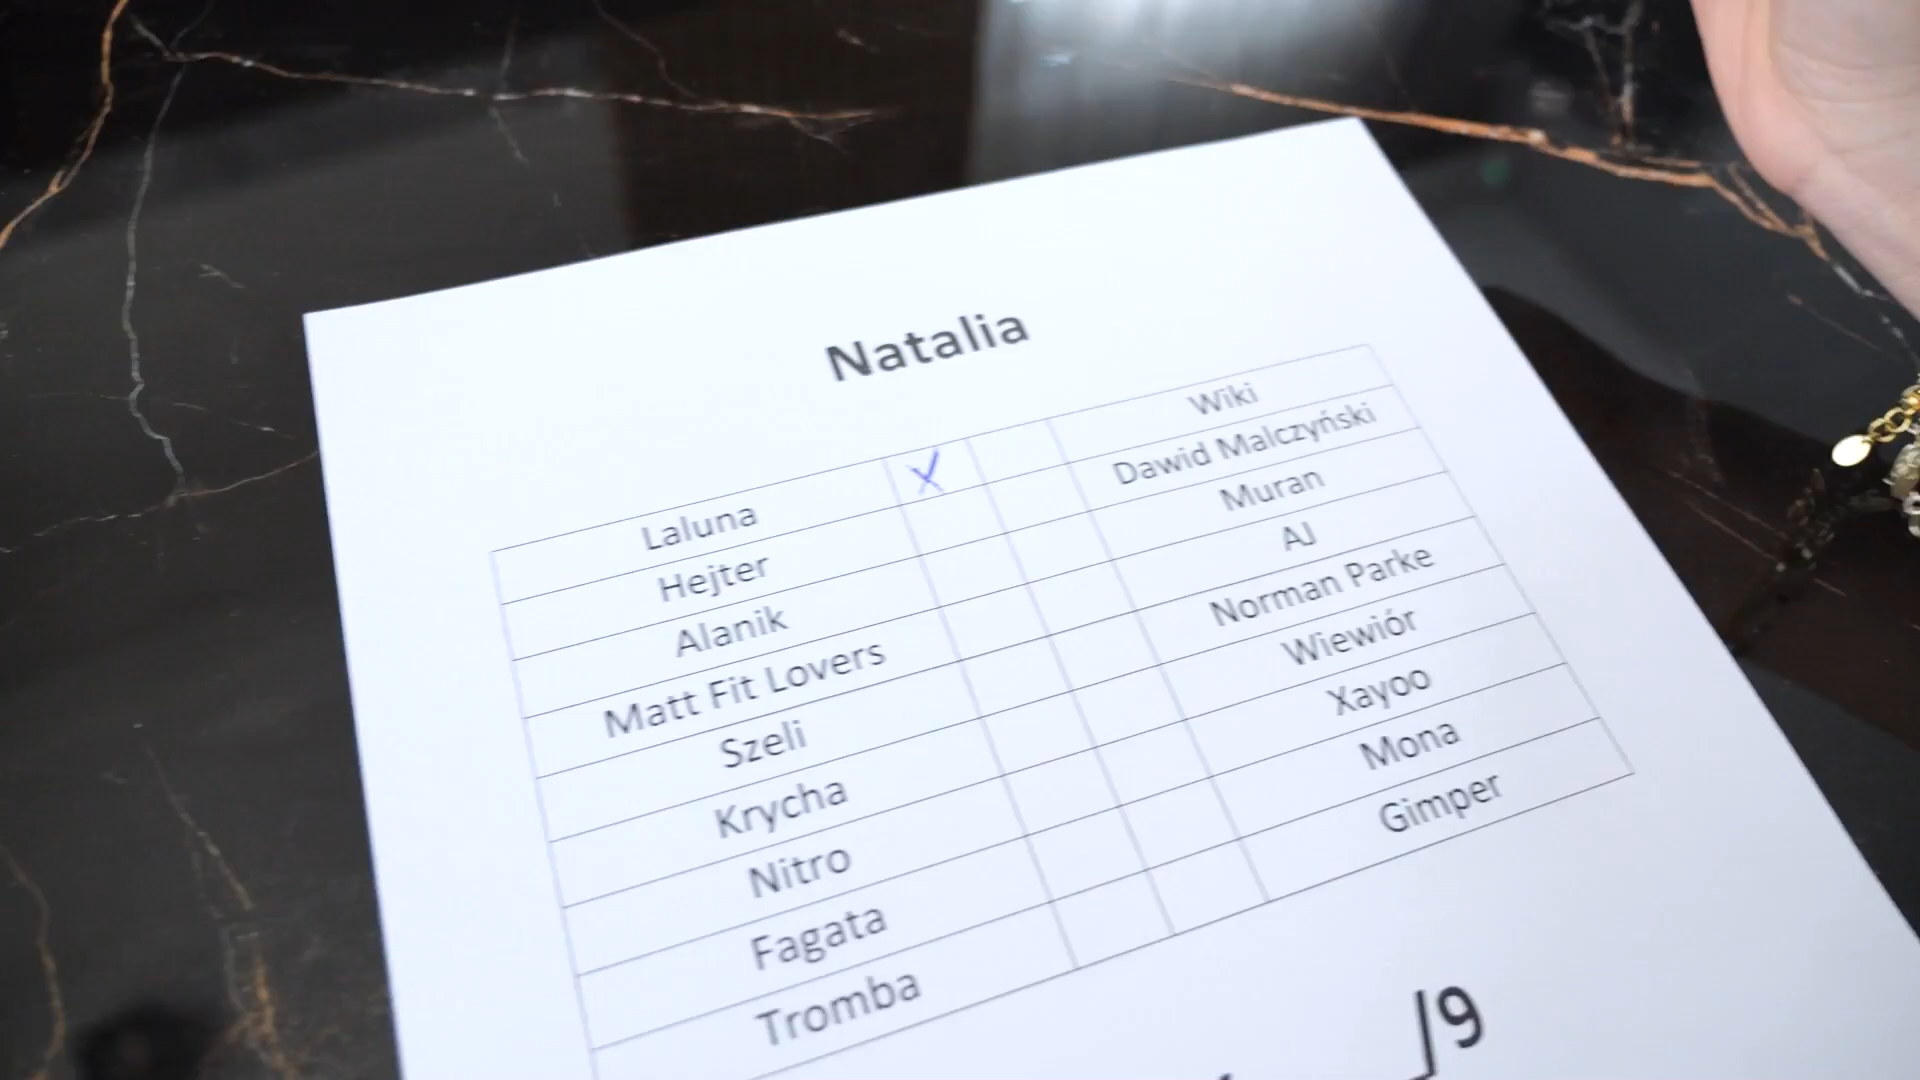 Natalia
Laluna X Wiki
Hejter Dawid Malczyński
Alanik Muran
Matt Fit Lovers AJ
Szeli Norman Parke
Krycha Wiewiór
Nitro Xayoo
Fagata Mona
Tromba Gimper
/9